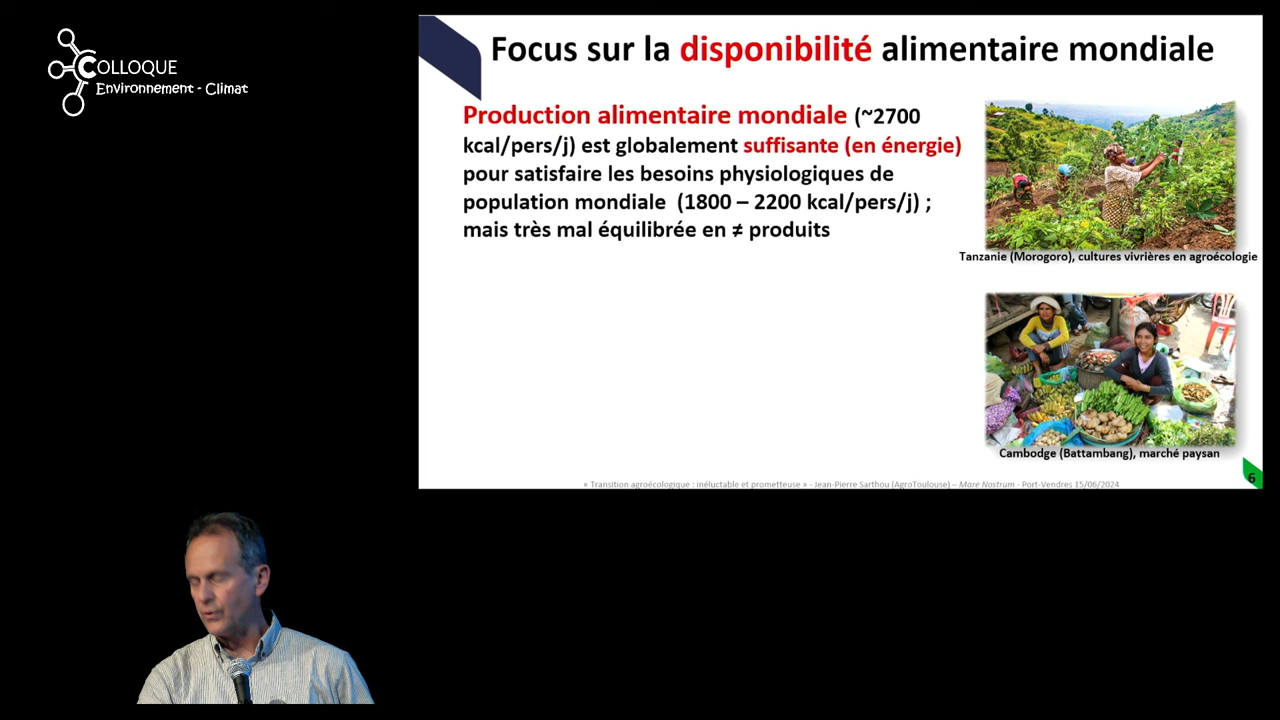 COLLOQUE
Environnement - Climat
Focus sur la disponibilité alimentaire mondiale
Production alimentaire mondiale (~2700
kcal/pers/j) est globalement suffisante (en énergie)
pour satisfaire les besoins physiologiques de
population mondiale (1800 – 2200 kcal/pers/j) ;
mais très mal équilibrée en ≠ produits
Tanzanie (Morogoro), cultures vivrières en agroécologie
Cambodge (Battambang), marché paysan
« Transition agroécologique : inéluctable et prometteuse » - Jean-Pierre Sarthou (AgroToulouse) – Mare Nostrum - Port-Vendres 15/06/2024
6